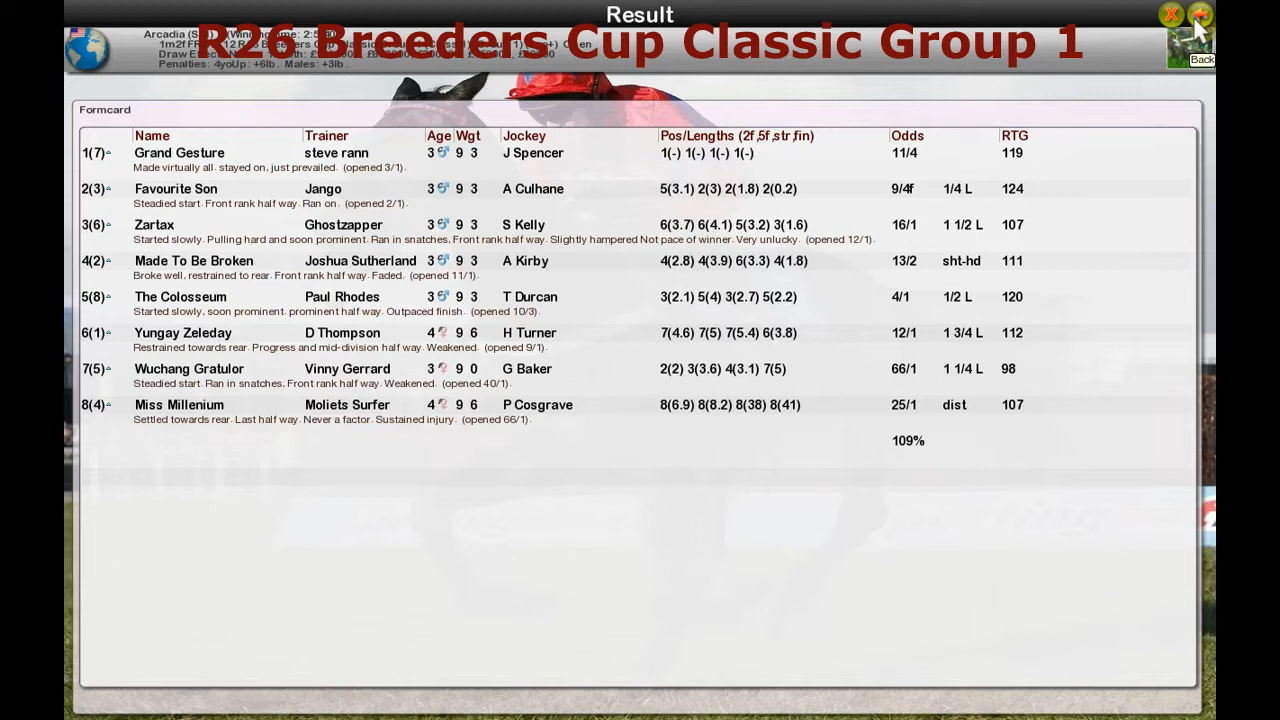 Result
R26 Breeders Cup Classic Group 1
Arcadia
Penalties: 4yoUp: +6lb. Males: +3lb.
Back
Formcard
Name Trainer Age Wgt Jockey Pos/Lengths (2f,5f,str,fin) Odds RTG
1(7) Grand Gesture steve rann 3 9 3 J Spencer 1(-) 1(-) 1(-) 1(-) 11/4 119
Made virtually all. stayed on, just prevailed. (opened 3/1).
2(3) Favourite Son Jango 3 9 3 A Culhane 5(3.1) 2(3) 2(1.8) 2(0.2) 9/4f 1/4 L 124
Steadied start. Front rank half way. Ran on. (opened 2/1).
3(6) Zartax Ghostzapper 3 9 3 S Kelly 6(3.7) 6(4.1) 5(3.2) 3(1.6) 16/1 1 1/2 L 107
Started slowly. Pulling hard and soon prominent. Ran in snatches, Front rank half way. Slightly hampered Not pace of winner. Very unlucky. (opened 12/1).
4(2) Made To Be Broken Joshua Sutherland 3 9 3 A Kirby 4(2.8) 4(3.9) 6(3.3) 4(1.8) 13/2 sht-hd 111
Broke well, restrained to rear. Front rank half way. Faded. (opened 11/1).
5(8) The Colosseum Paul Rhodes 3 9 3 T Durcan 3(2.1) 5(4) 3(2.7) 5(2.2) 4/1 1/2 L 120
Started slowly, soon prominent. prominent half way. Outpaced finish. (opened 10/3).
6(1) Yungay Zeleday D Thompson 4 9 6 H Turner 7(4.6) 7(5) 7(5.4) 6(3.8) 12/1 1 3/4 L 112
Restrained towards rear. Progress and mid-division half way. Weakened. (opened 9/1).
7(5) Wuchang Gratulor Vinny Gerrard 3 9 0 G Baker 2(2) 3(3.6) 4(3.1) 7(5) 66/1 1 1/4 L 98
Steadied start. Ran in snatches, Front rank half way. Weakened. (opened 40/1).
8(4) Miss Millenium Moliets Surfer 4 9 6 P Cosgrave 8(6.9) 8(8.2) 8(38) 8(41) 25/1 dist 107
Settled towards rear. Last half way. Never a factor. Sustained injury. (opened 66/1).
109%